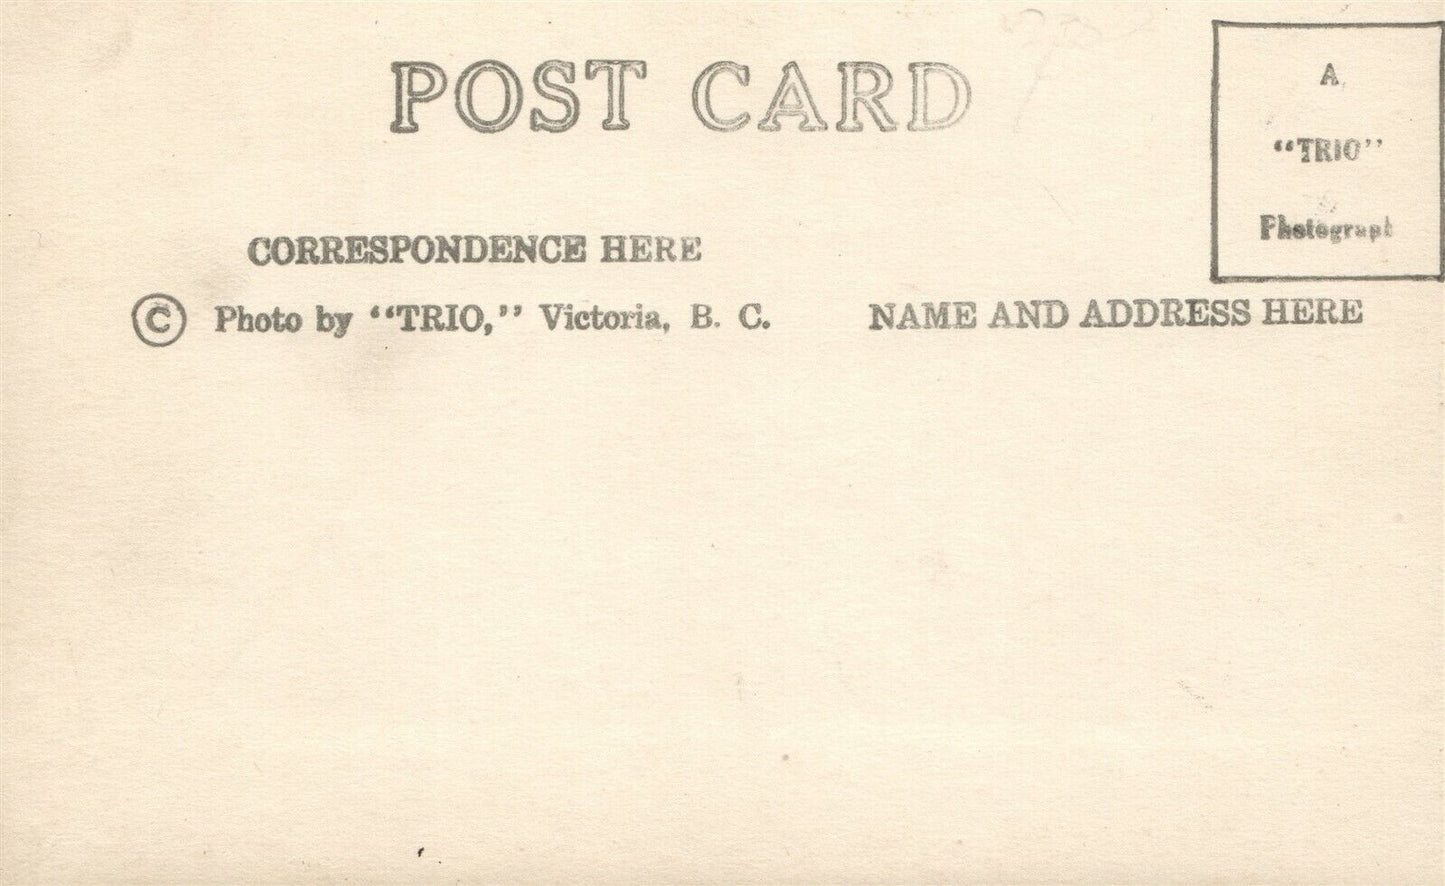 POST CARD
A
“TRIO”
Photograph
CORRESPONDENCE HERE
© Photo by “TRIO,” Victoria, B. C.
NAME AND ADDRESS HERE